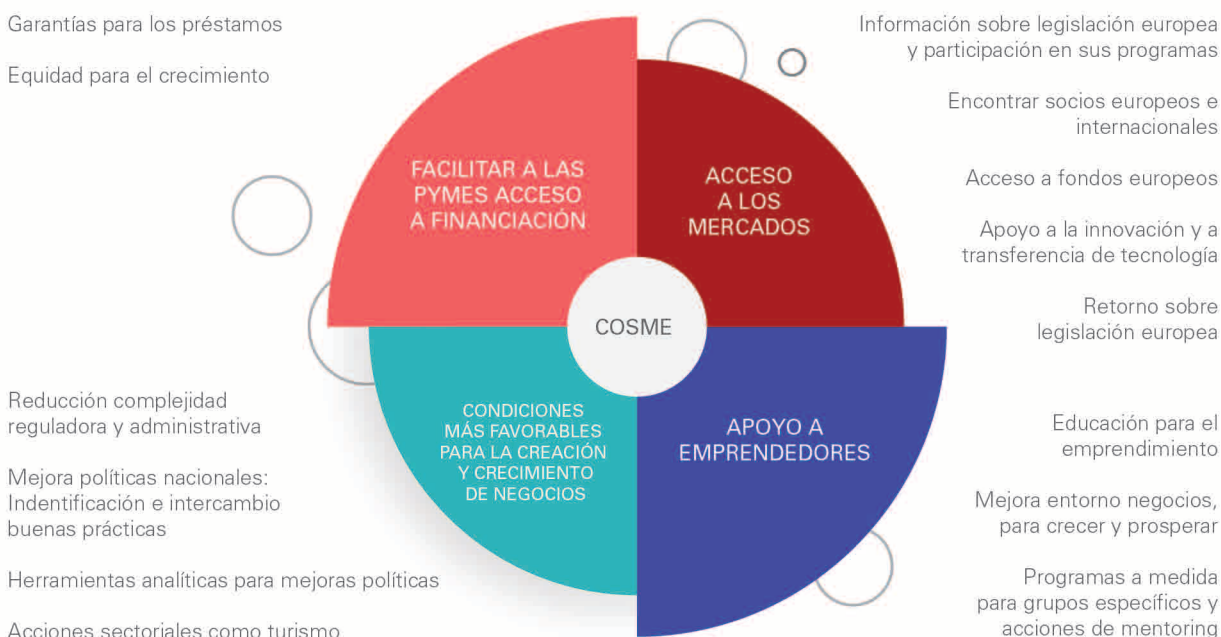 Garantías para los préstamos
Equidad para el crecimiento
FACILITAR A LAS
PYMES ACCESO
A FINANCIACIÓN
ACCESO
A LOS
MERCADOS
Información sobre legislación europea
y participación en sus programas
Encontrar socios europeos e
internacionales
Acceso a fondos europeos
Apoyo a la innovación y a
transferencia de tecnología
Retorno sobre
legislación europea
COSME
Reducción complejidad
reguladora y administrativa
Mejora políticas nacionales:
Indentificación e intercambio
buenas prácticas
Herramientas analíticas para mejoras políticas
Acciones sectoriales como turismo
CONDICIONES
MÁS FAVORABLES
PARA LA CREACIÓN
Y CRECIMIENTO
DE NEGOCIOS
APOYO A
EMPRENDEDORES
Educación para el
emprendimiento
Mejora entorno negocios,
para crecer y prosperar
Programas a medida
para grupos específicos y
acciones de mentoring